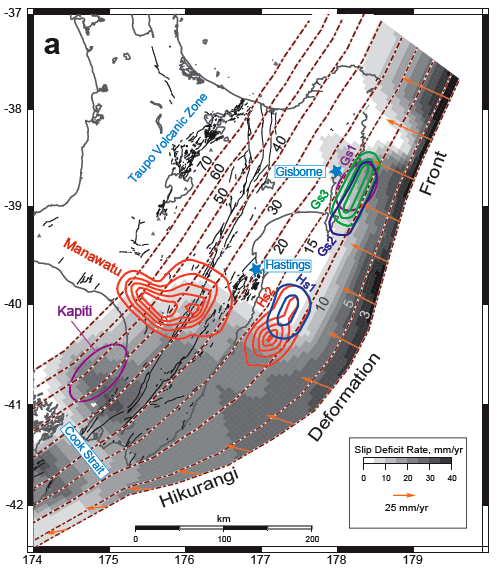 a
-37
-38
-39
-40
-41
-42
174
175
176
177
178
179
Taupo Volcanic Zone
70
60
50
40
30
20
15
10
5
3
Gisborne
Gs1
Gs3
Gs2
Front
Hastings
Manawatu
Hs2
Hs1
Kapiti
Cook Strait
Deformation
Hikurangi
Slip Deficit Rate, mm/yr
0 10 20 30 40
25 mm/yr
km
0 100 200